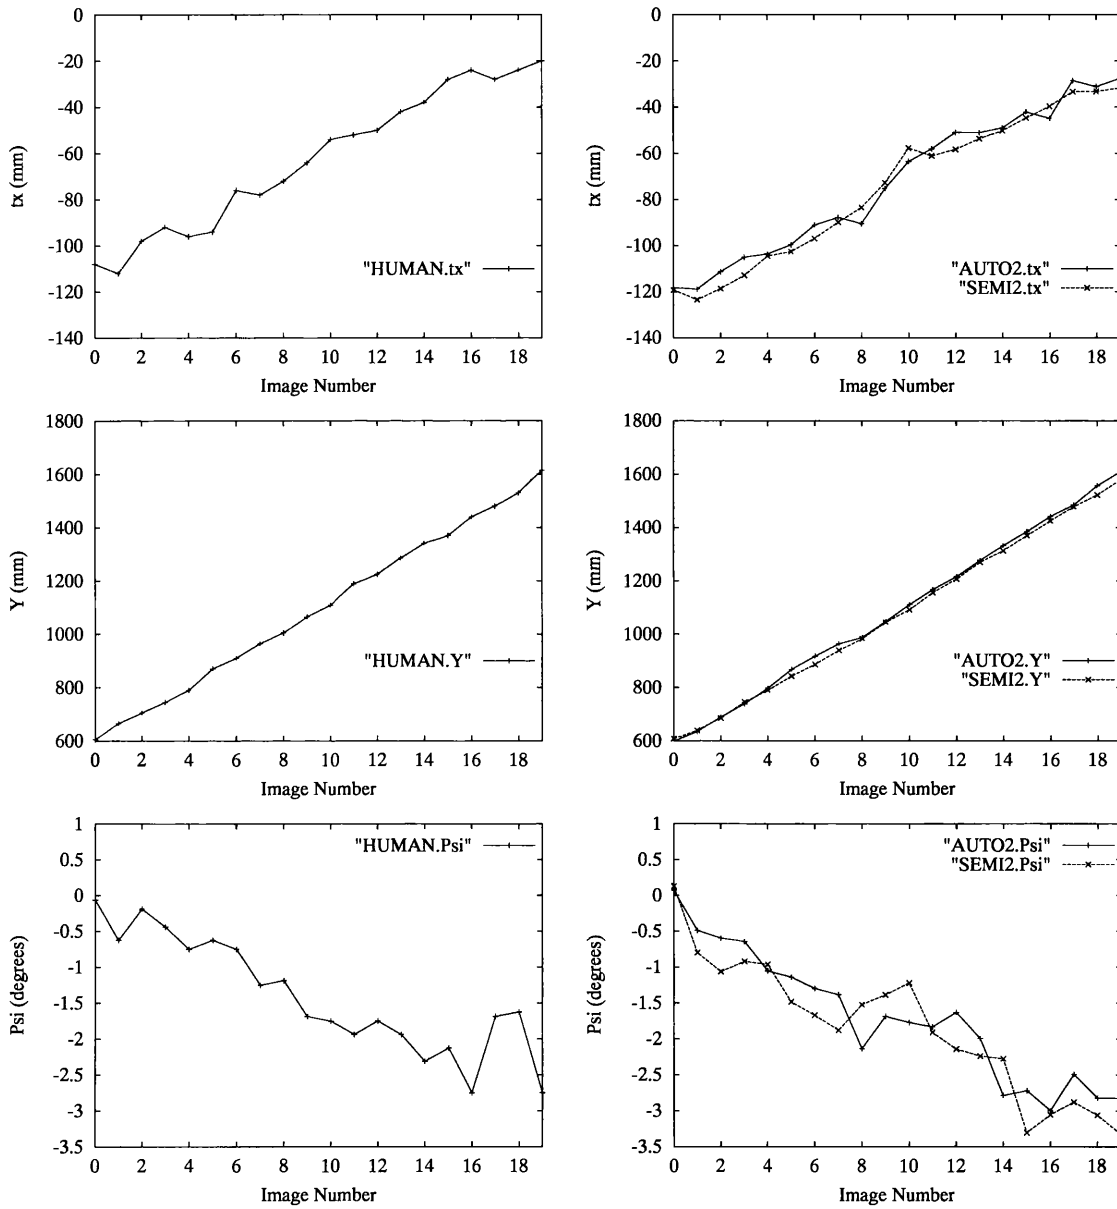 0
-20
-40
-60
-80
-100
-120
-140
tx (mm)
"HUMAN.tx"
0 2 4 6 8 10 12 14 16 18
Image Number
0
-20
-40
-60
-80
-100
-120
-140
tx (mm)
"AUTO2.tx"
"SEMI2.tx"
0 2 4 6 8 10 12 14 16 18
Image Number
1800
1600
1400
1200
1000
800
600
Y (mm)
"HUMAN.Y"
0 2 4 6 8 10 12 14 16 18
Image Number
1800
1600
1400
1200
1000
800
600
Y (mm)
"AUTO2.Y"
"SEMI2.Y"
0 2 4 6 8 10 12 14 16 18
Image Number
1
0.5
0
-0.5
-1
-1.5
-2
-2.5
-3
-3.5
Psi (degrees)
"HUMAN.Psi"
0 2 4 6 8 10 12 14 16 18
Image Number
1
0.5
0
-0.5
-1
-1.5
-2
-2.5
-3
-3.5
Psi (degrees)
"AUTO2.Psi"
"SEMI2.Psi"
0 2 4 6 8 10 12 14 16 18
Image Number